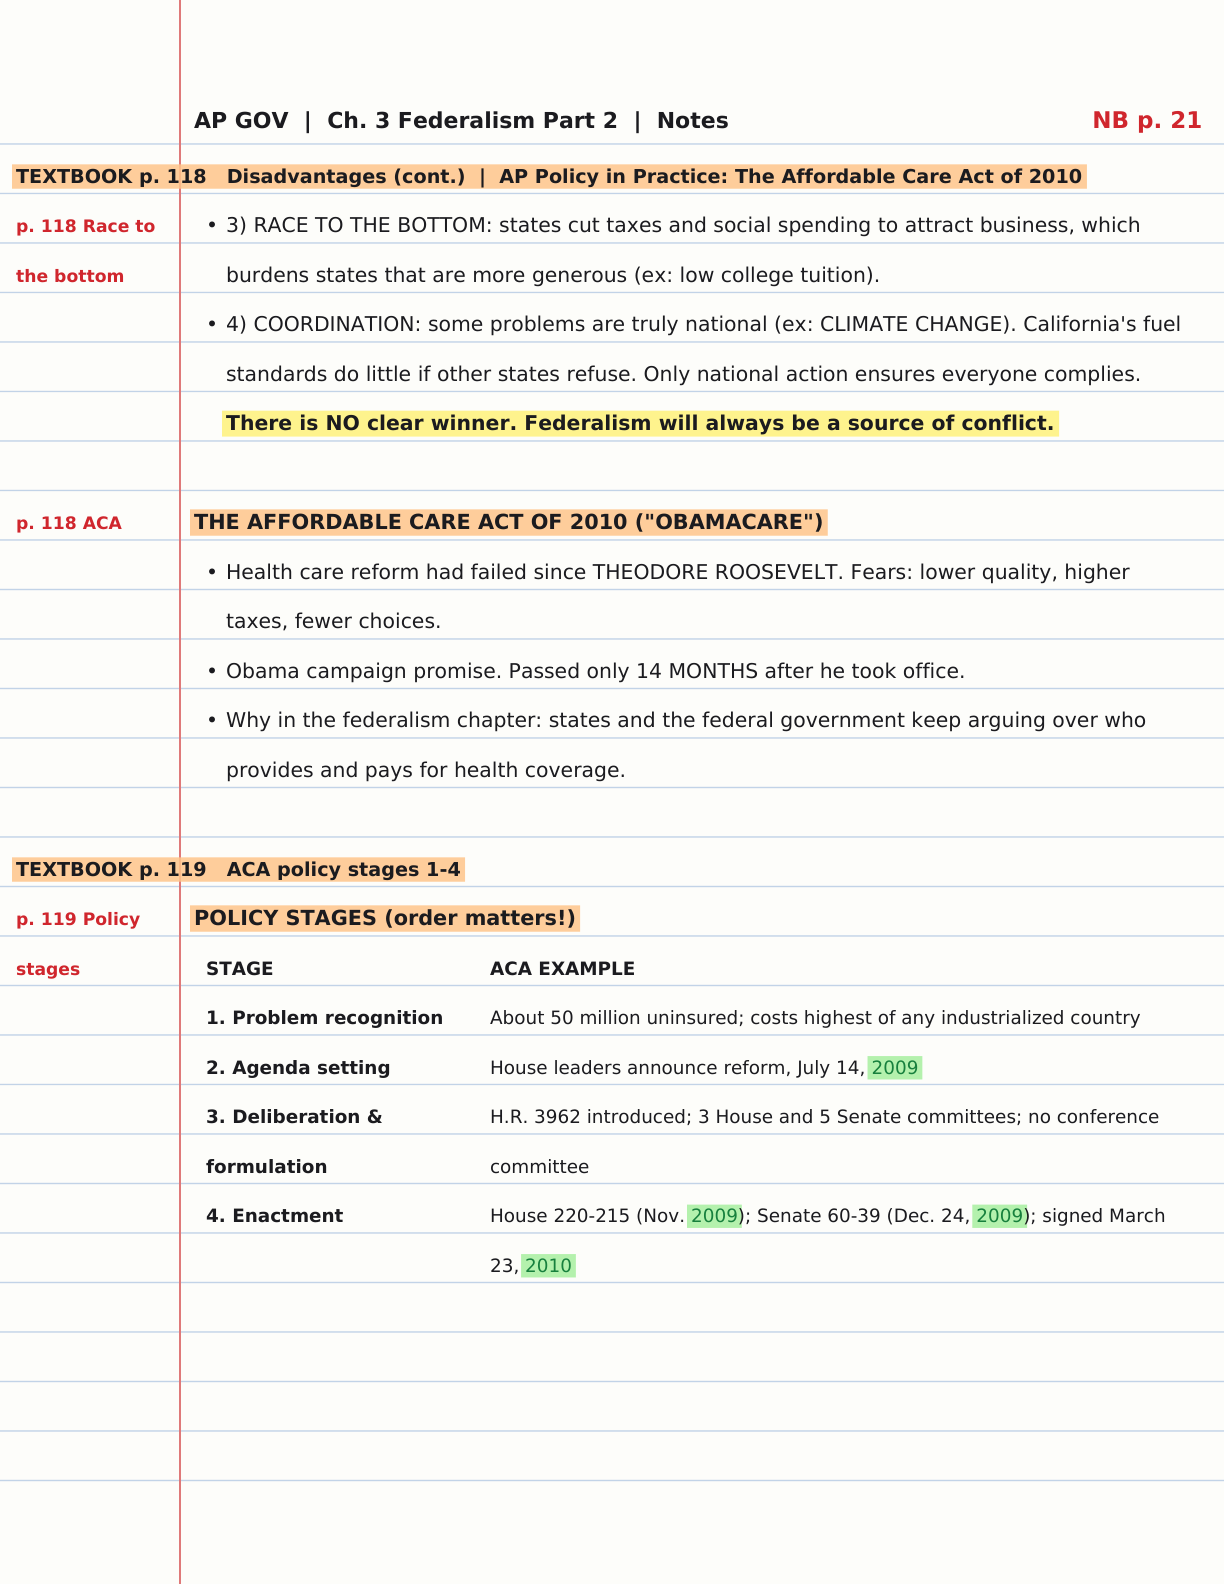 AP GOV | Ch. 3 Federalism Part 2 | Notes NB p. 21
TEXTBOOK p. 118 Disadvantages (cont.) | AP Policy in Practice: The Affordable Care Act of 2010
p. 118 Race to • 3) RACE TO THE BOTTOM: states cut taxes and social spending to attract business, which
the bottom burdens states that are more generous (ex: low college tuition).
• 4) COORDINATION: some problems are truly national (ex: CLIMATE CHANGE). California's fuel
standards do little if other states refuse. Only national action ensures everyone complies.
There is NO clear winner. Federalism will always be a source of conflict.
p. 118 ACA THE AFFORDABLE CARE ACT OF 2010 ("OBAMACARE")
• Health care reform had failed since THEODORE ROOSEVELT. Fears: lower quality, higher
taxes, fewer choices.
• Obama campaign promise. Passed only 14 MONTHS after he took office.
• Why in the federalism chapter: states and the federal government keep arguing over who
provides and pays for health coverage.
TEXTBOOK p. 119 ACA policy stages 1-4
p. 119 Policy POLICY STAGES (order matters!)
stages STAGE ACA EXAMPLE
1. Problem recognition About 50 million uninsured; costs highest of any industrialized country
2. Agenda setting House leaders announce reform, July 14, 2009
3. Deliberation & H.R. 3962 introduced; 3 House and 5 Senate committees; no conference
formulation committee
4. Enactment House 220-215 (Nov. 2009); Senate 60-39 (Dec. 24, 2009); signed March
23, 2010